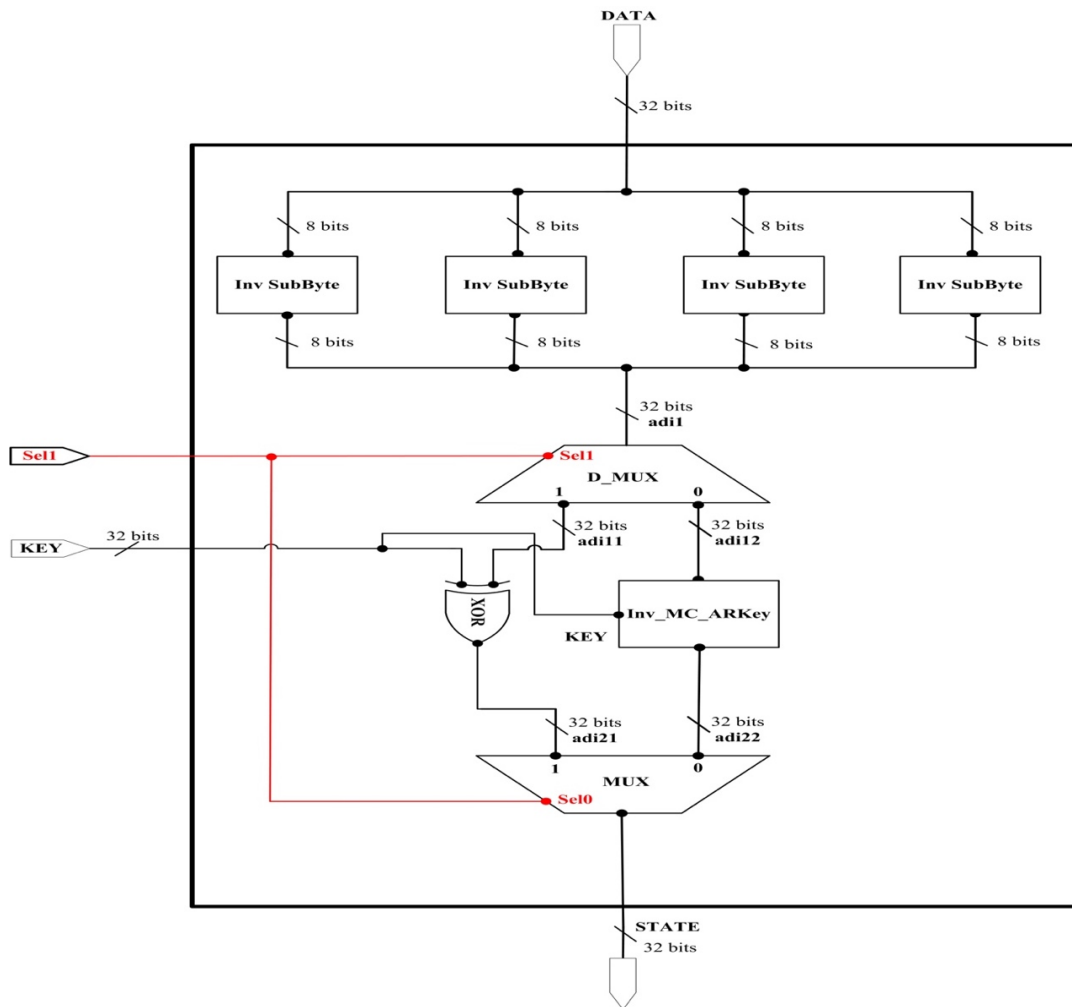 DATA
32 bits
8 bits
8 bits
8 bits
8 bits
Inv SubByte
Inv SubByte
Inv SubByte
Inv SubByte
8 bits
8 bits
8 bits
8 bits
32 bits
adi1
Sel1
Sel1
D_MUX
1
0
32 bits
adi11
32 bits
adi12
KEY
32 bits
XOR
Inv_MC_ARKey
KEY
32 bits
adi21
32 bits
adi22
1
0
MUX
Sel0
STATE
32 bits